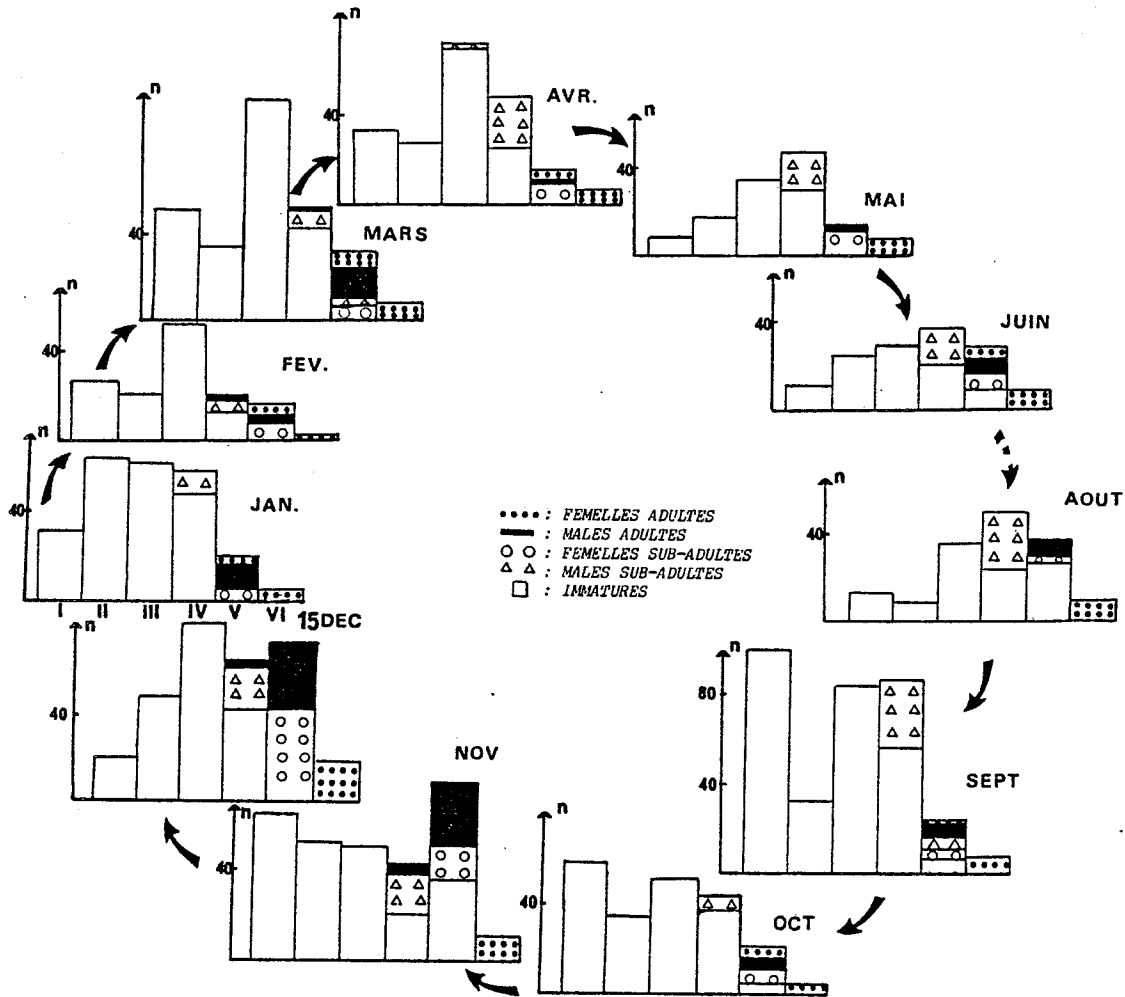 n
AVR.
40
n
40
MARS
n
40
MAI
n
40
JUIN
n
40
FEV.
n
40
JAN.
I II III IV V VI
n
40
AOUT
•••• : FEMELLES ADULTES
: MALES ADULTES
○ ○ : FEMELLES SUB-ADULTES
△ △ : MALES SUB-ADULTES
□ : IMMATURES
n
40
15DEC
n
80
40
SEPT
n
40
NOV
n
40
OCT